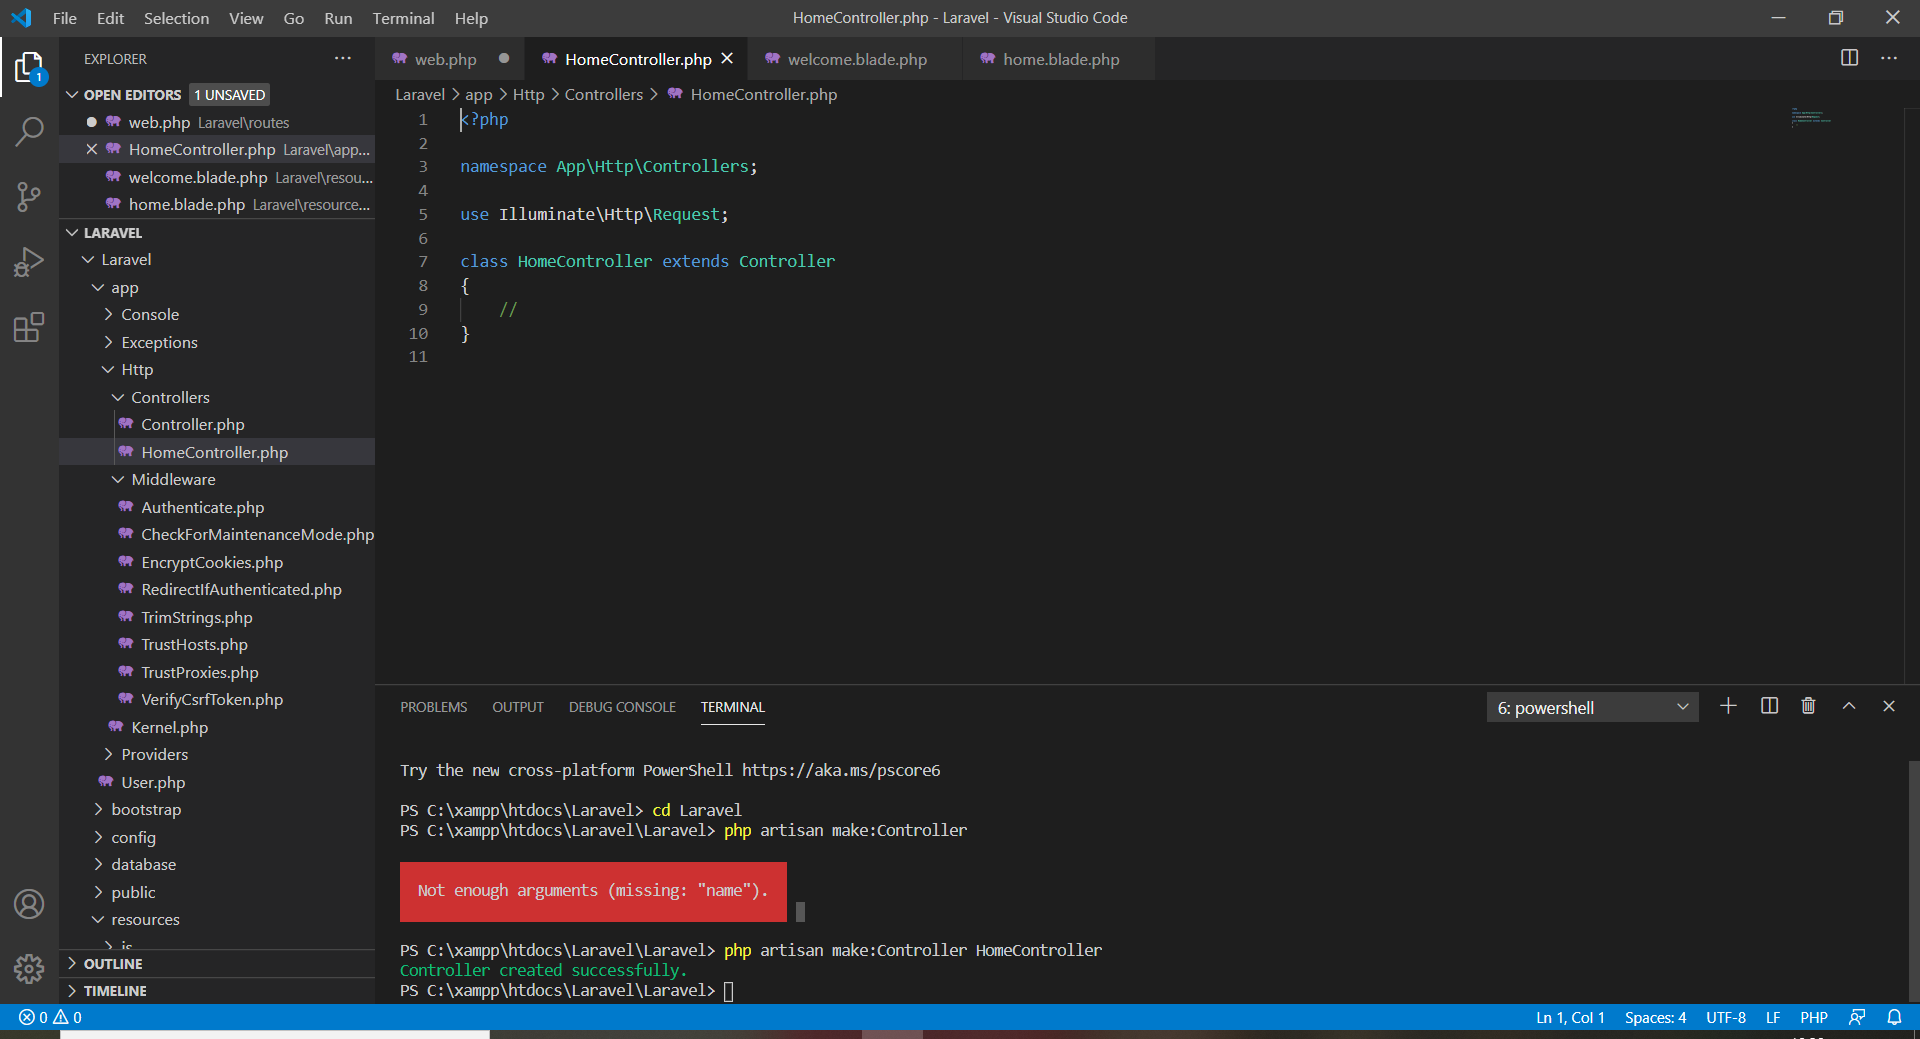 File Edit Selection View Go Run Terminal Help
HomeController.php - Laravel - Visual Studio Code
EXPLORER
web.php
HomeController.php
welcome.blade.php
home.blade.php
1
OPEN EDITORS 1 UNSAVED
web.php Laravel\routes
HomeController.php Laravel\app...
welcome.blade.php Laravel\resou...
home.blade.php Laravel\resource...
LARAVEL
Laravel
app
Console
Exceptions
Http
Controllers
Controller.php
HomeController.php
Middleware
Authenticate.php
CheckForMaintenanceMode.php
EncryptCookies.php
RedirectIfAuthenticated.php
TrimStrings.php
TrustHosts.php
TrustProxies.php
VerifyCsrfToken.php
Kernel.php
Providers
User.php
bootstrap
config
database
public
resources
js
OUTLINE
TIMELINE
Laravel > app > Http > Controllers > HomeController.php
1 <?php
2
3 namespace App\Http\Controllers;
4
5 use Illuminate\Http\Request;
6
7 class HomeController extends Controller
8 {
9 //
10 }
11
PROBLEMS OUTPUT DEBUG CONSOLE TERMINAL
6: powershell
Try the new cross-platform PowerShell https://aka.ms/pscore6
PS C:\xampp\htdocs\Laravel> cd Laravel
PS C:\xampp\htdocs\Laravel\Laravel> php artisan make:Controller
Not enough arguments (missing: "name").
PS C:\xampp\htdocs\Laravel\Laravel> php artisan make:Controller HomeController
Controller created successfully.
PS C:\xampp\htdocs\Laravel\Laravel>
0 0
Ln 1, Col 1 Spaces: 4 UTF-8 LF PHP